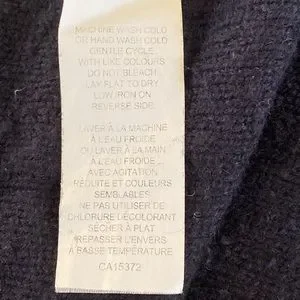 MACHINE WASH COLD
OR HAND WASH COLD
GENTLE CYCLE
WITH LIKE COLOURS
DO NOT BLEACH
LAY FLAT TO DRY
LOW IRON ON
REVERSE SIDE
LAVER À LA MACHINE
À L'EAU FROIDE
OU LAVER À LA MAIN
À L'EAU FROIDE
AVEC AGITATION
RÉDUITE ET COULEURS
SEMBLABLES
NE PAS UTILISER DE
CHLORURE DÉCOLORANT
SÉCHER À PLAT
REPASSER L'ENVERS
À BASSE TEMPÉRATURE
CA15372